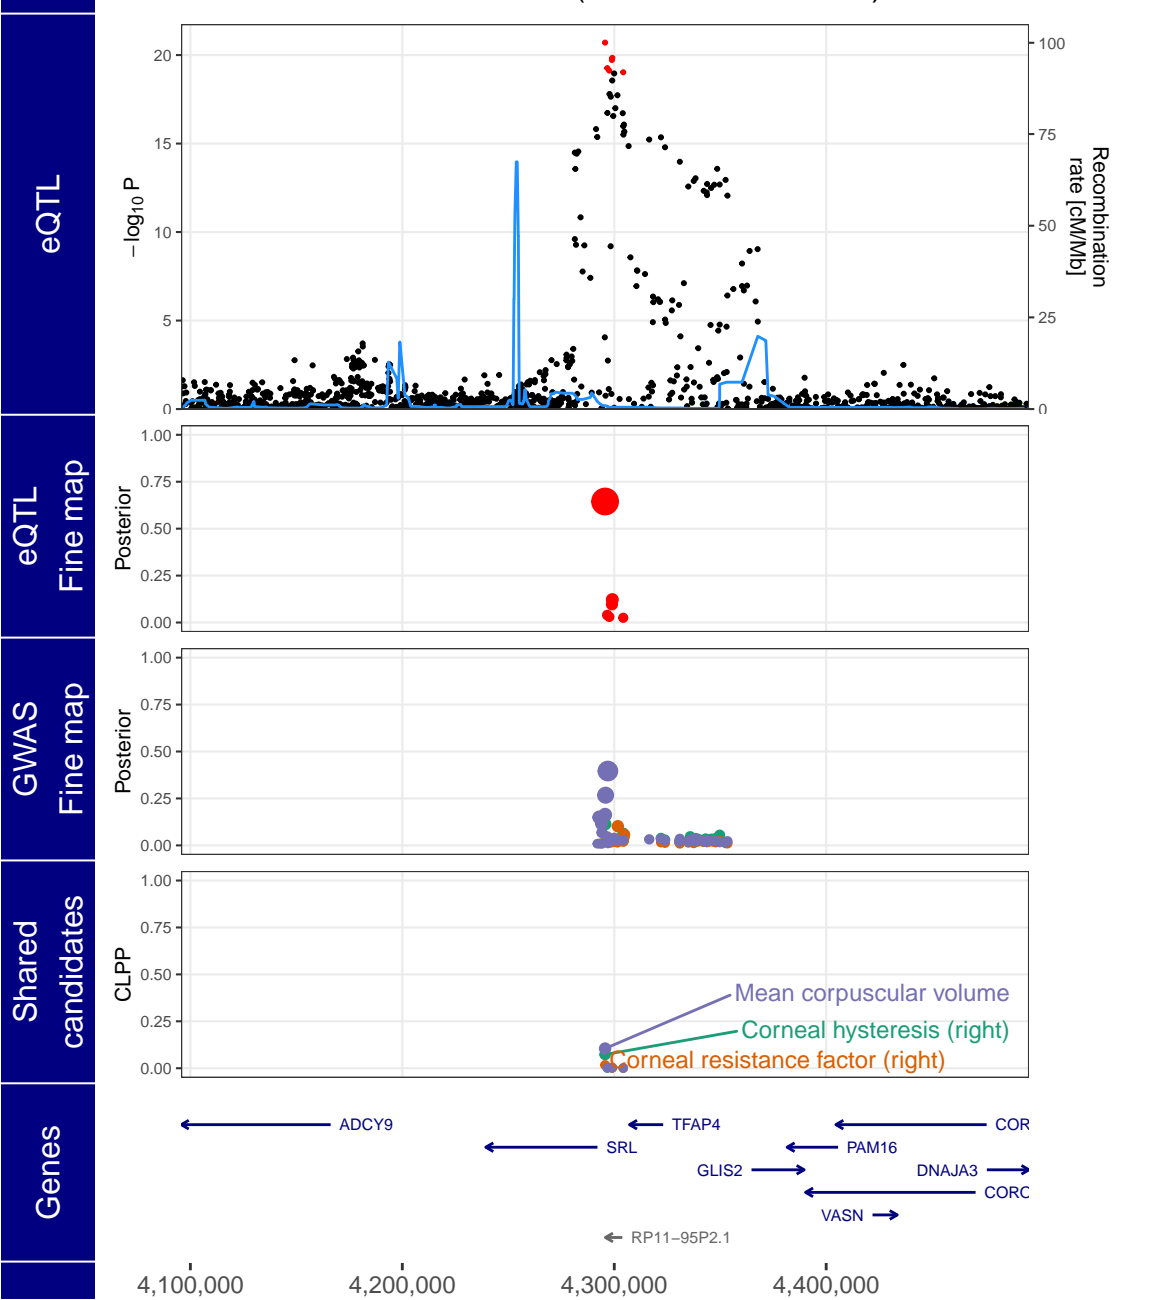 eQTL
−log10 P
20
15
10
5
0
100
75
50
25
0
Recombination
rate [cM/Mb]
eQTL
Fine map
Posterior
1.00
0.75
0.50
0.25
0.00
GWAS
Fine map
Posterior
1.00
0.75
0.50
0.25
0.00
Shared
candidates
CLPP
1.00
0.75
0.50
0.25
0.00
Mean corpuscular volume
Corneal hysteresis (right)
Corneal resistance factor (right)
Genes
ADCY9
TFAP4
COR
SRL
PAM16
GLIS2
DNAJA3
CORO
VASN
RP11−95P2.1
4,100,000
4,200,000
4,300,000
4,400,000